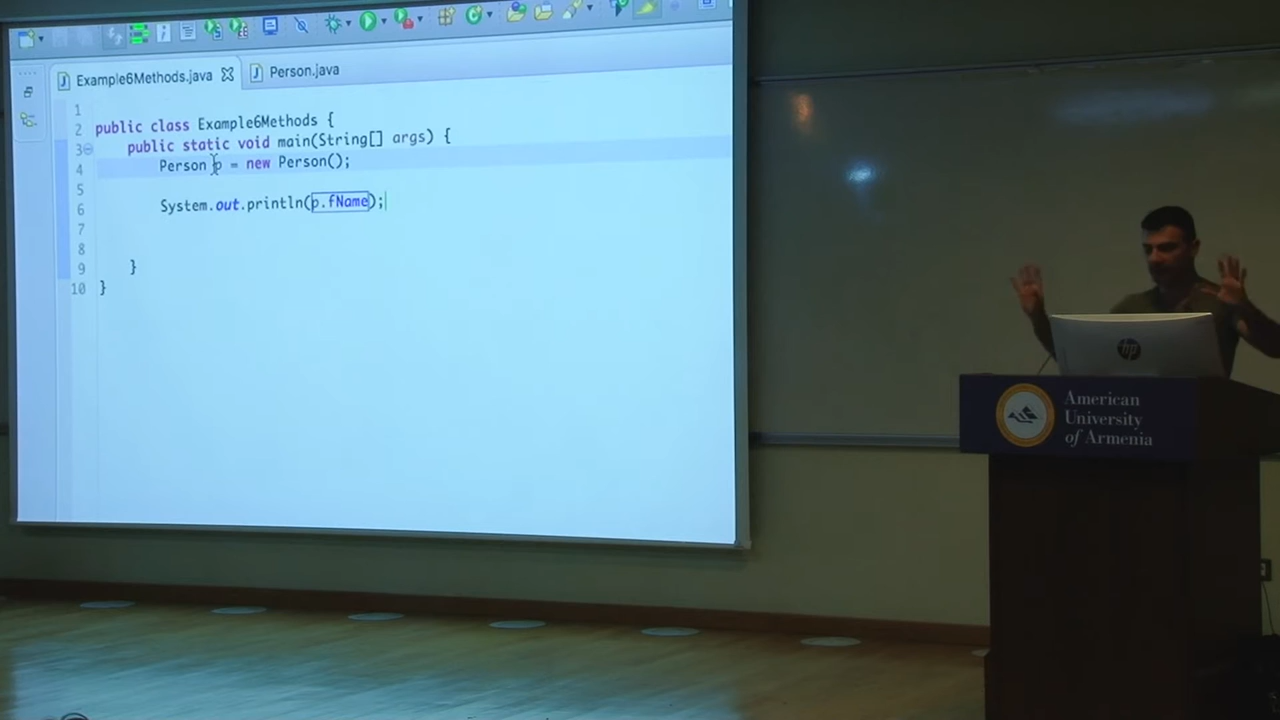 Example6Methods.java
Person.java
1
2 public class Example6Methods {
3 public static void main(String[] args) {
4 Person p = new Person();
5
6 System.out.println(p.fName);
7
8
9 }
10 }
hp
American
University
of Armenia